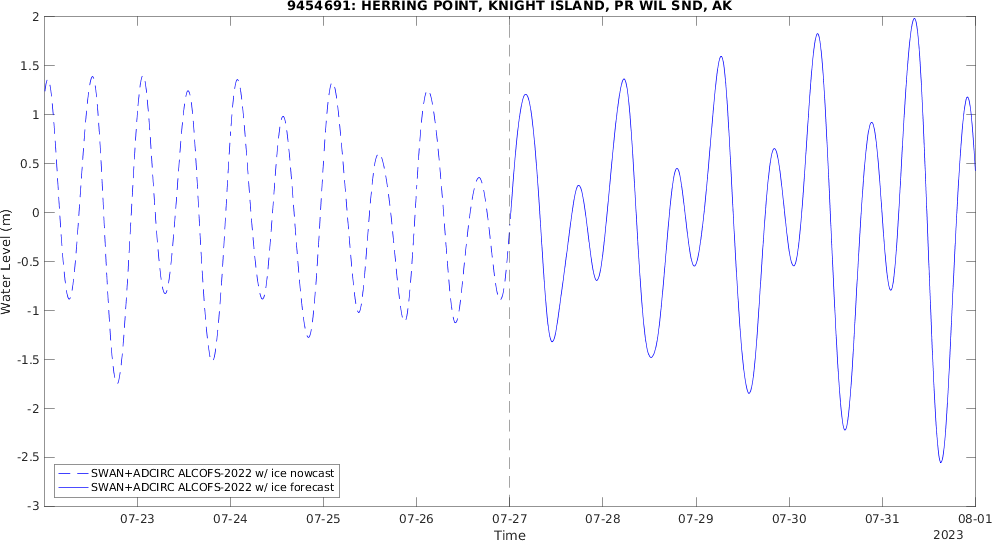 9454691: HERRING POINT, KNIGHT ISLAND, PR WIL SND, AK
2
1.5
1
0.5
0
-0.5
-1
-1.5
-2
-2.5
-3
Water Level (m)
SWAN+ADCIRC ALCOFS-2022 w/ ice nowcast
SWAN+ADCIRC ALCOFS-2022 w/ ice forecast
07-23 07-24 07-25 07-26 07-27 07-28 07-29 07-30 07-31 08-01
Time
2023